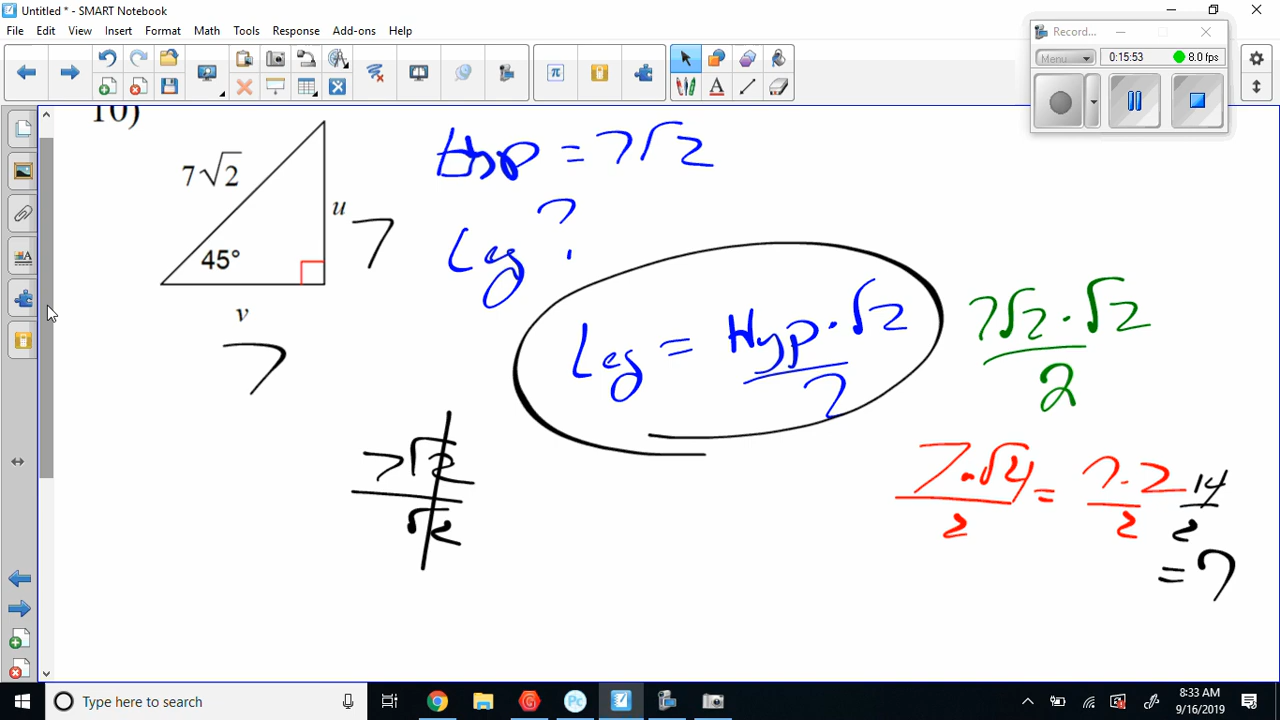 Untitled * - SMART Notebook
File Edit View Insert Format Math Tools Response Add-ons Help
Record...
Menu 0:15:53 8.0 fps
10)
7√2
u
7
45°
v
7
Hyp = 7√2
Leg ?
Leg = Hyp · √2 / 2
7√2 · √2 / 2
7√2 / √2
7·√4 / 2 = 7·2 / 2 14 / 2
= 7
Type here to search
8:33 AM
9/16/2019